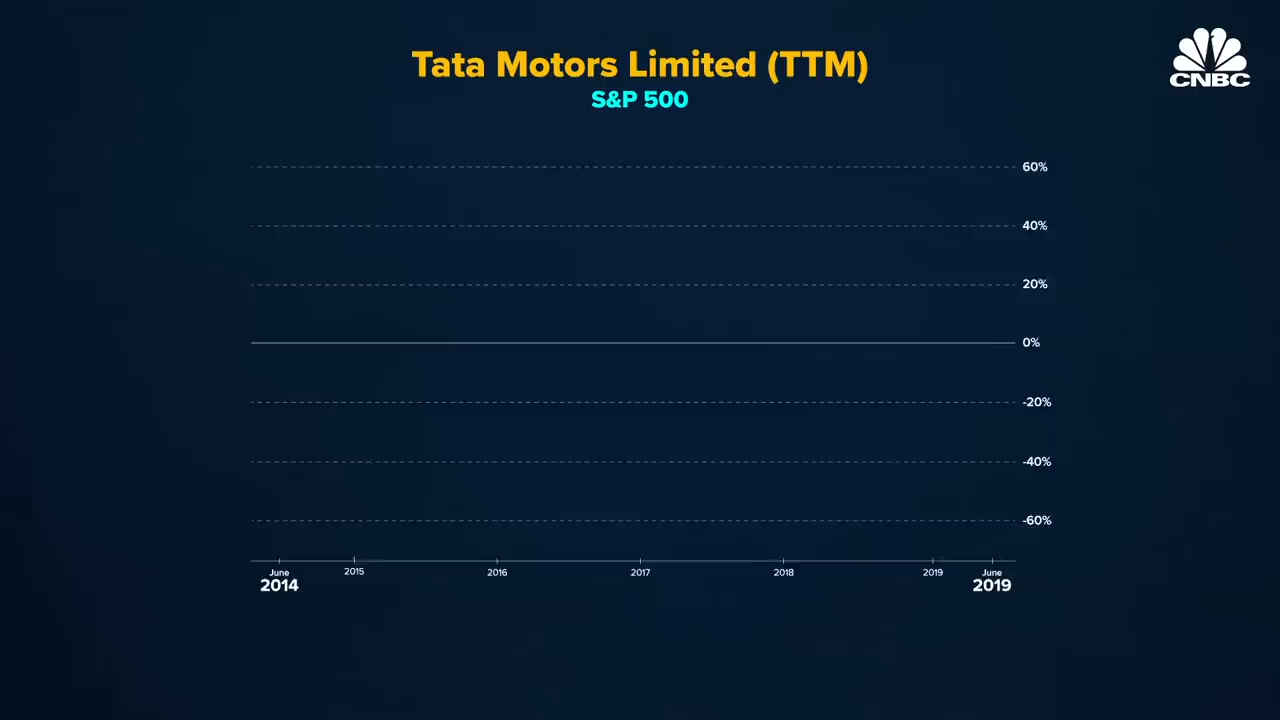 Tata Motors Limited (TTM)
S&P 500
CNBC
60%
40%
20%
0%
-20%
-40%
-60%
June 2015 2016 2017 2018 2019 June
2014 2019